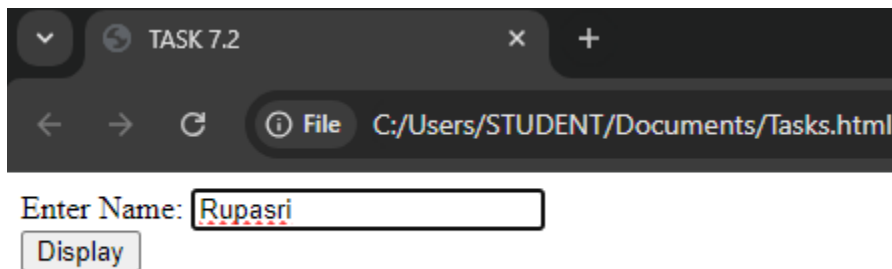 TASK 7.2
File C:/Users/STUDENT/Documents/Tasks.html
Enter Name: Rupasri
Display